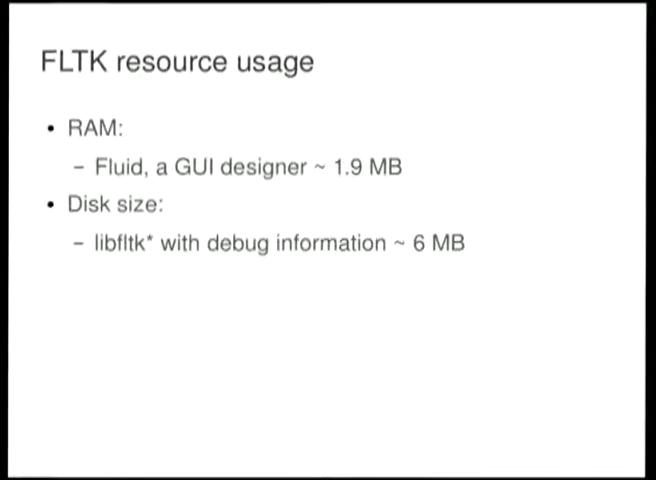 FLTK resource usage
• RAM:
– Fluid, a GUI designer ~ 1.9 MB
• Disk size:
– libfltk* with debug information ~ 6 MB